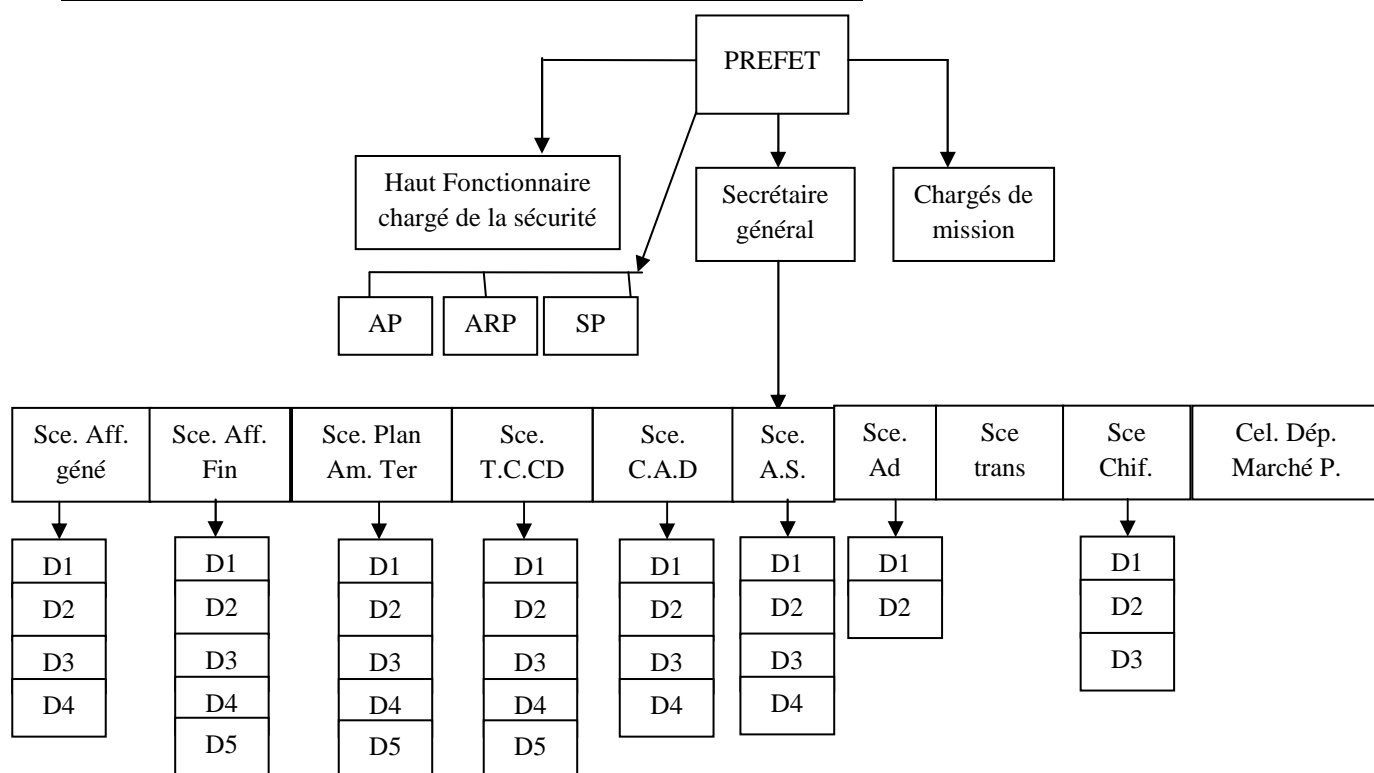 PREFET
Haut Fonctionnaire
chargé de la sécurité
Secrétaire
général
Chargés de
mission
AP
ARP
SP
Sce. Aff.
géné
Sce. Aff.
Fin
Sce. Plan
Am. Ter
Sce.
T.C.CD
Sce.
C.A.D
Sce.
A.S.
Sce.
Ad
Sce
trans
Sce
Chif.
Cel. Dép.
Marché P.
D1
D2
D3
D4
D1
D2
D3
D4
D5
D1
D2
D3
D4
D5
D1
D2
D3
D4
D5
D1
D2
D3
D4
D1
D2
D3
D4
D1
D2
D1
D2
D3